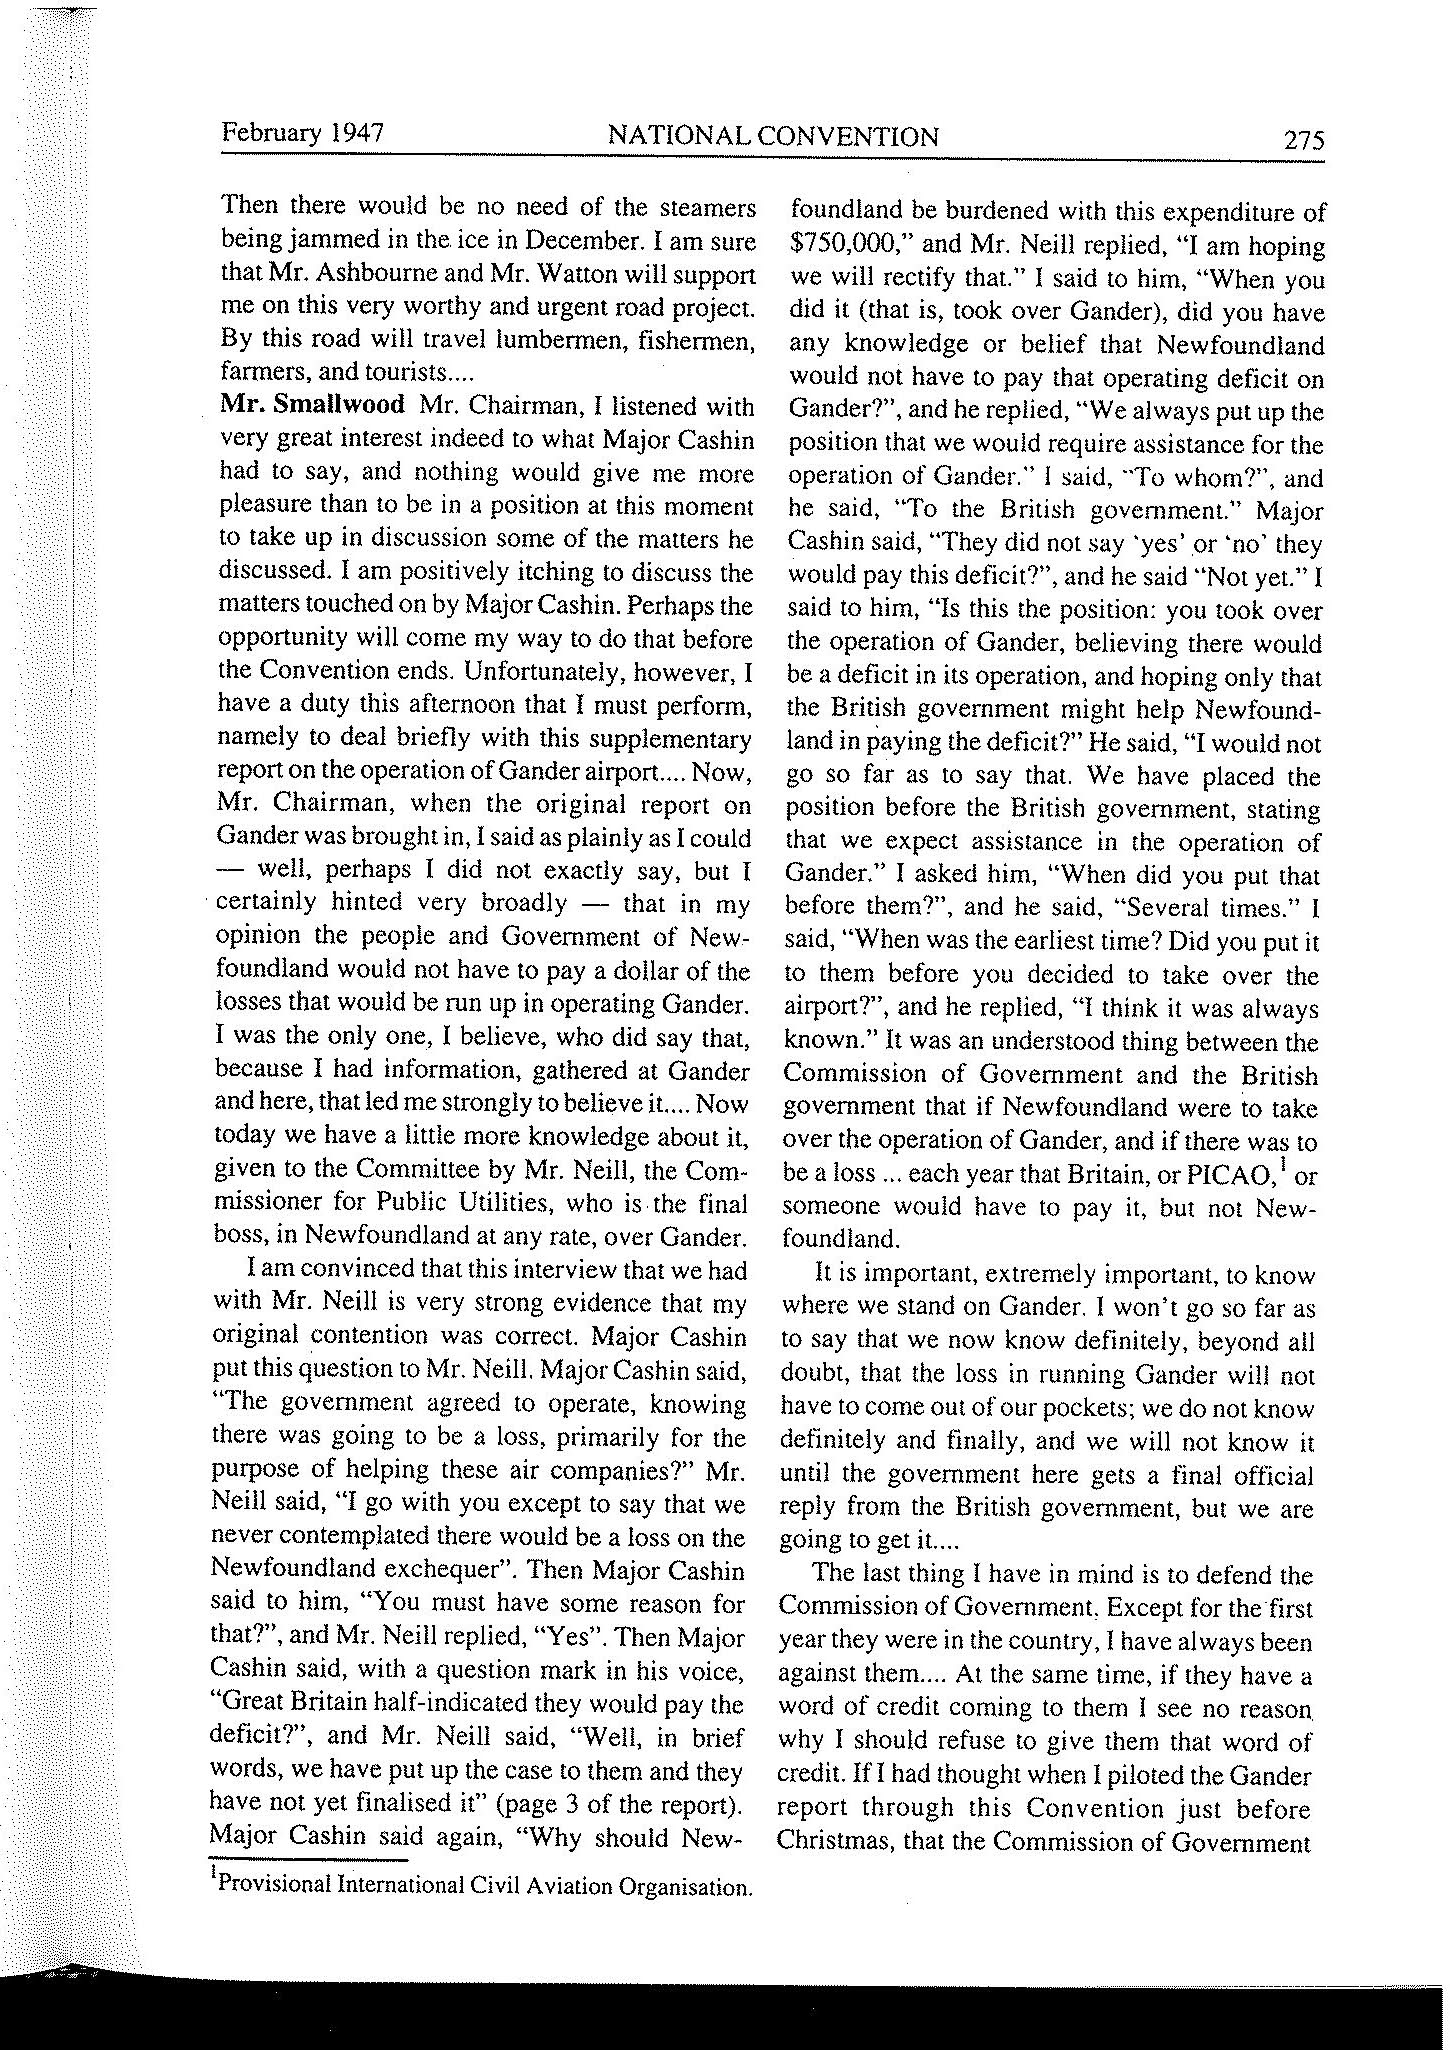 February 1947
NATIONAL CONVENTION
275
Then there would be no need of the steamers
being jammed in the ice in December. I am sure
that Mr. Ashbourne and Mr. Watton will support
me on this very worthy and urgent road project.
By this road will travel lumbermen, fishermen,
farmers, and tourists....
Mr. Smallwood Mr. Chairman, I listened with
very great interest indeed to what Major Cashin
had to say, and nothing would give me more
pleasure than to be in a position at this moment
to take up in discussion some of the matters he
discussed. I am positively itching to discuss the
matters touched on by Major Cashin. Perhaps the
opportunity will come my way to do that before
the Convention ends. Unfortunately, however, I
have a duty this afternoon that I must perform,
namely to deal briefly with this supplementary
report on the operation of Gander airport.... Now,
Mr. Chairman, when the original report on
Gander was brought in, I said as plainly as I could
— well, perhaps I did not exactly say, but I
certainly hinted very broadly — that in my
opinion the people and Government of New-
foundland would not have to pay a dollar of the
losses that would be run up in operating Gander.
I was the only one, I believe, who did say that,
because I had information, gathered at Gander
and here, that led me strongly to believe it.... Now
today we have a little more knowledge about it,
given to the Committee by Mr. Neill, the Com-
missioner for Public Utilities, who is the final
boss, in Newfoundland at any rate, over Gander.
I am convinced that this interview that we had
with Mr. Neill is very strong evidence that my
original contention was correct. Major Cashin
put this question to Mr. Neill. Major Cashin said,
"The government agreed to operate, knowing
there was going to be a loss, primarily for the
purpose of helping these air companies?" Mr.
Neill said, "I go with you except to say that we
never contemplated there would be a loss on the
Newfoundland exchequer". Then Major Cashin
said to him, "You must have some reason for
that?", and Mr. Neill replied, "Yes". Then Major
Cashin said, with a question mark in his voice,
"Great Britain half-indicated they would pay the
deficit?", and Mr. Neill said, "Well, in brief
words, we have put up the case to them and they
have not yet finalised it" (page 3 of the report).
Major Cashin said again, "Why should New-
foundland be burdened with this expenditure of
$750,000," and Mr. Neill replied, "I am hoping
we will rectify that." I said to him, "When you
did it (that is, took over Gander), did you have
any knowledge or belief that Newfoundland
would not have to pay that operating deficit on
Gander?", and he replied, "We always put up the
position that we would require assistance for the
operation of Gander." I said, "To whom?", and
he said, "To the British government." Major
Cashin said, "They did not say 'yes' or 'no' they
would pay this deficit?", and he said "Not yet." I
said to him, "Is this the position: you took over
the operation of Gander, believing there would
be a deficit in its operation, and hoping only that
the British government might help Newfound-
land in paying the deficit?" He said, "I would not
go so far as to say that. We have placed the
position before the British government, stating
that we expect assistance in the operation of
Gander." I asked him, "When did you put that
before them?", and he said, "Several times." I
said, "When was the earliest time? Did you put it
to them before you decided to take over the
airport?", and he replied, "I think it was always
known." It was an understood thing between the
Commission of Government and the British
government that if Newfoundland were to take
over the operation of Gander, and if there was to
be a loss ... each year that Britain, or PICAO,¹ or
someone would have to pay it, but not New-
foundland.
It is important, extremely important, to know
where we stand on Gander. I won't go so far as
to say that we now know definitely, beyond all
doubt, that the loss in running Gander will not
have to come out of our pockets; we do not know
definitely and finally, and we will not know it
until the government here gets a final official
reply from the British government, but we are
going to get it....
The last thing I have in mind is to defend the
Commission of Government. Except for the first
year they were in the country, I have always been
against them.... At the same time, if they have a
word of credit coming to them I see no reason
why I should refuse to give them that word of
credit. If I had thought when I piloted the Gander
report through this Convention just before
Christmas, that the Commission of Government
¹Provisional International Civil Aviation Organisation.